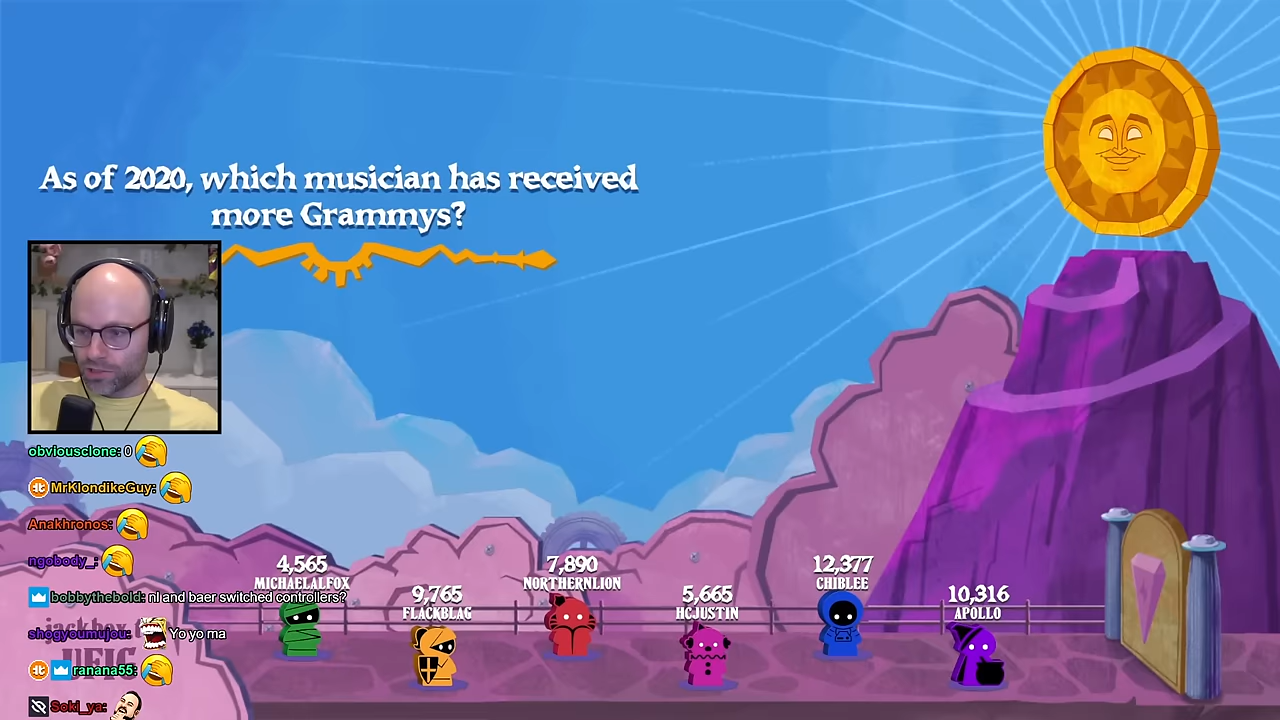 As of 2020, which musician has received
more Grammys?
obviousclone: 0
MrKlondikeGuy:
Anakhronos:
ngobody_:
bobbythebold: nl and baer switched controllers?
shogyoumujou: Yo yo ma
ranana55:
Soki_ya:
jackbox
4,565
MICHAELALFOX
9,765
FLACKBLAG
7,890
NORTHERNLION
5,665
HCJUSTIN
12,377
CHIBLEE
10,316
APOLLO